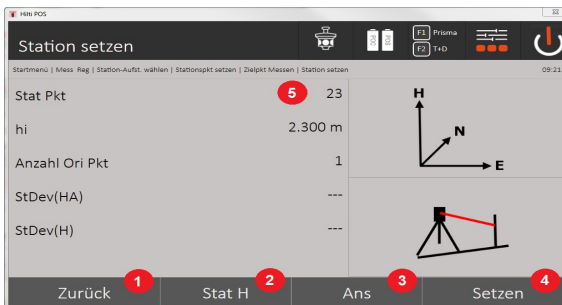 Hilti POS
Station setzen
POC
POS
F1 Prisma
F2 T+D
Startmenü | Mess Reg | Station-Aufst. wählen | Stationspkt setzen | Zielpkt Messen | Station setzen
09:21
Stat Pkt 5 23
hi 2.300 m
Anzahl Ori Pkt 1
StDev(HA) ---
StDev(H) ---
H
N
E
1 2 3 4
Zurück Stat H Ans Setzen